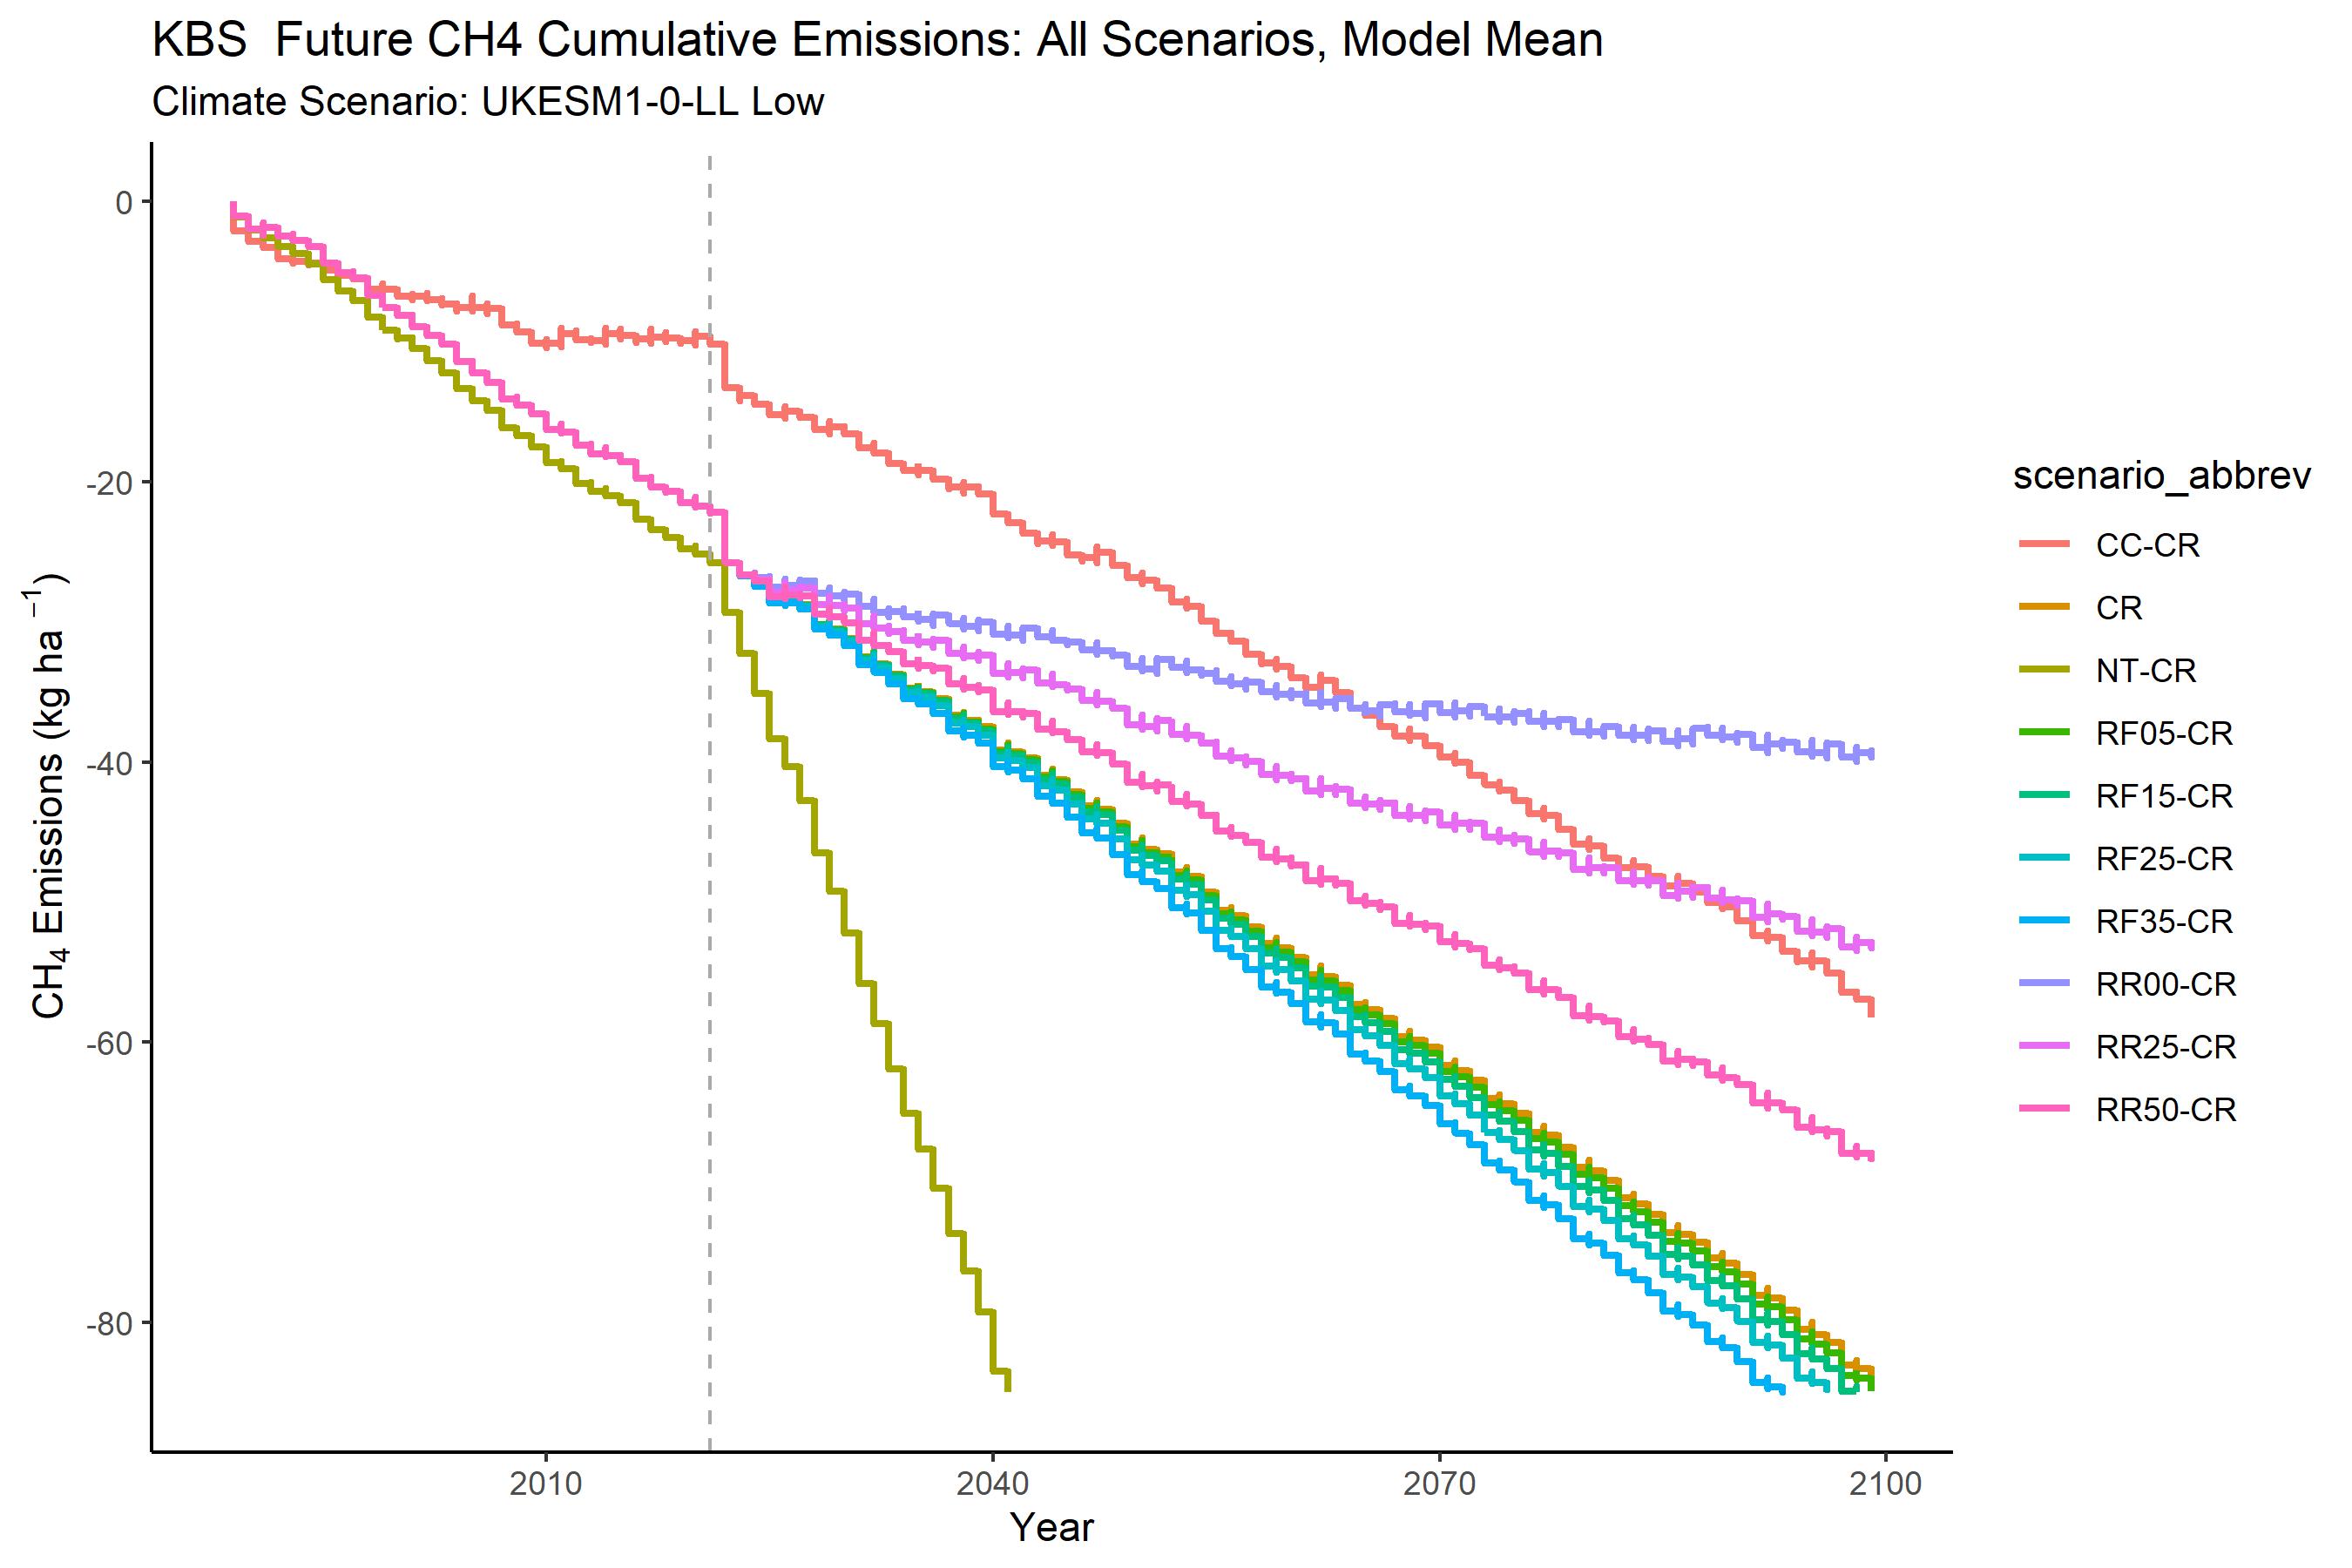 KBS  Future CH4 Cumulative Emissions: All Scenarios, Model Mean
Climate Scenario: UKESM1-0-LL Low
CH₄ Emissions (kg ha ⁻¹)
0
-20
-40
-60
-80
2010
2040
2070
2100
Year
scenario_abbrev
CC-CR
CR
NT-CR
RF05-CR
RF15-CR
RF25-CR
RF35-CR
RR00-CR
RR25-CR
RR50-CR